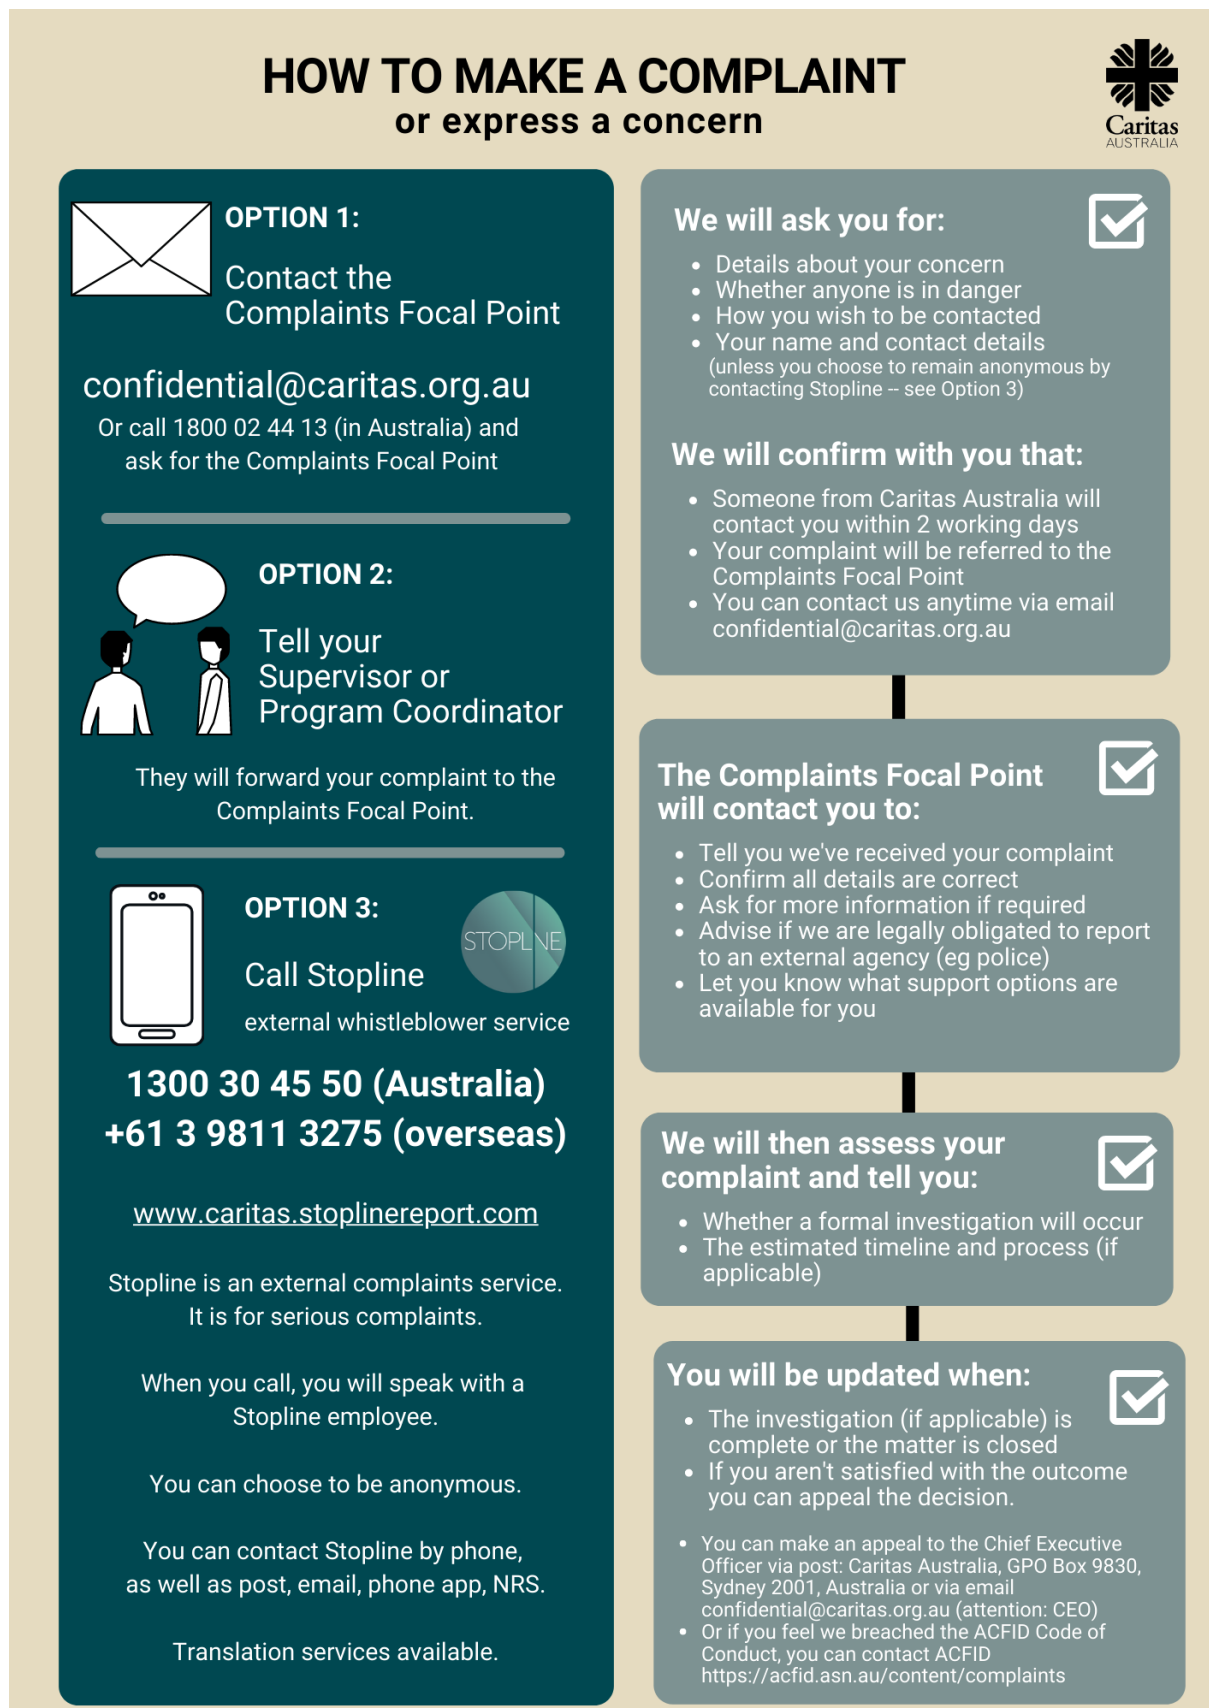 HOW TO MAKE A COMPLAINT
or express a concern
Caritas
AUSTRALIA
OPTION 1:
Contact the
Complaints Focal Point
confidential@caritas.org.au
Or call 1800 02 44 13 (in Australia) and
ask for the Complaints Focal Point
OPTION 2:
Tell your
Supervisor or
Program Coordinator
They will forward your complaint to the
Complaints Focal Point.
OPTION 3:
STOPLINE
Call Stopline
external whistleblower service
1300 30 45 50 (Australia)
+61 3 9811 3275 (overseas)
www.caritas.stoplinereport.com
Stopline is an external complaints service.
It is for serious complaints.
When you call, you will speak with a
Stopline employee.
You can choose to be anonymous.
You can contact Stopline by phone,
as well as post, email, phone app, NRS.
Translation services available.
We will ask you for:
• Details about your concern
• Whether anyone is in danger
• How you wish to be contacted
• Your name and contact details
(unless you choose to remain anonymous by
contacting Stopline -- see Option 3)
We will confirm with you that:
• Someone from Caritas Australia will
contact you within 2 working days
• Your complaint will be referred to the
Complaints Focal Point
• You can contact us anytime via email
confidential@caritas.org.au
The Complaints Focal Point
will contact you to:
• Tell you we've received your complaint
• Confirm all details are correct
• Ask for more information if required
• Advise if we are legally obligated to report
to an external agency (eg police)
• Let you know what support options are
available for you
We will then assess your
complaint and tell you:
• Whether a formal investigation will occur
• The estimated timeline and process (if
applicable)
You will be updated when:
• The investigation (if applicable) is
complete or the matter is closed
• If you aren't satisfied with the outcome
you can appeal the decision.
• You can make an appeal to the Chief Executive
Officer via post: Caritas Australia, GPO Box 9830,
Sydney 2001, Australia or via email
confidential@caritas.org.au (attention: CEO)
• Or if you feel we breached the ACFID Code of
Conduct, you can contact ACFID
https://acfid.asn.au/content/complaints